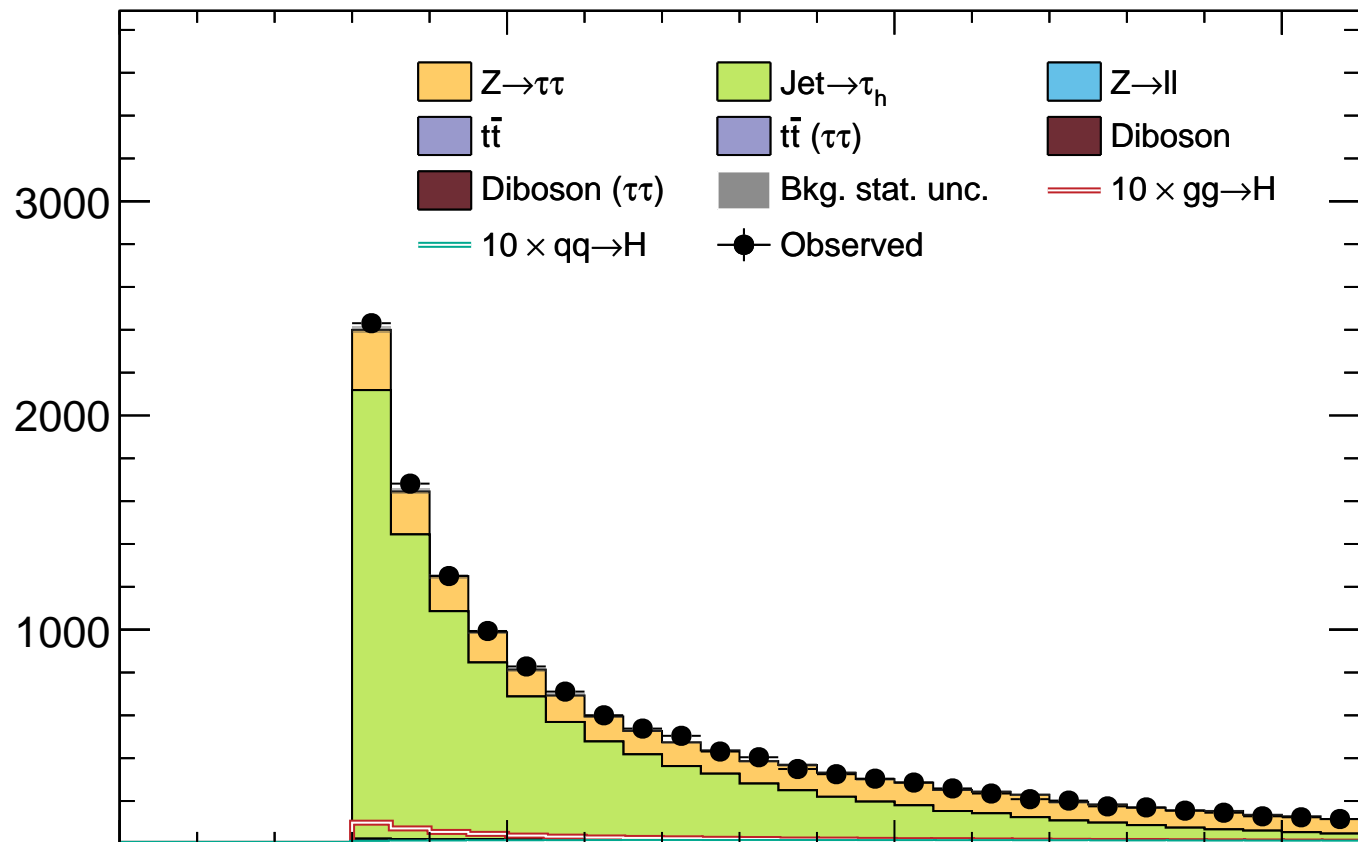 Z→ττ Jet→τₕ Z→ll
tt̄ tt̄ (ττ) Diboson
Diboson (ττ) Bkg. stat. unc. 10 × gg→H
10 × qq→H Observed
3000
2000
1000